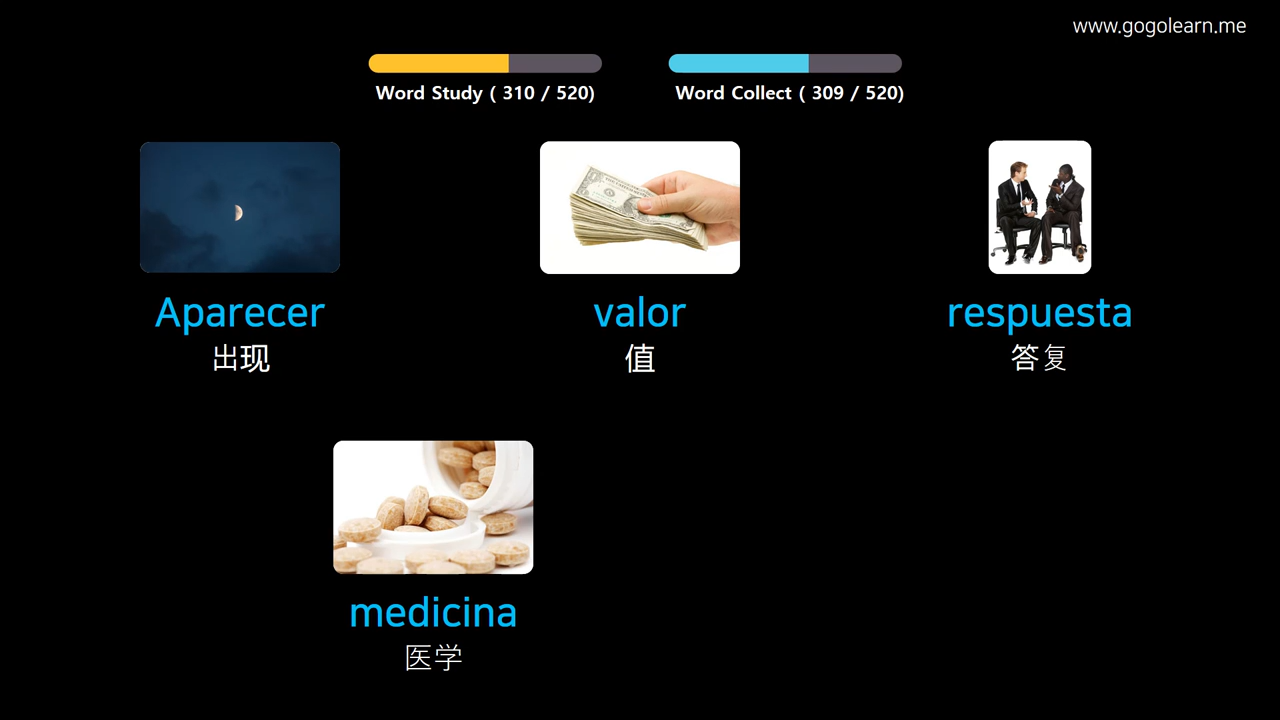 www.gogolearn.me
Word Study ( 310 / 520)
Word Collect ( 309 / 520)
Aparecer
出现
valor
值
respuesta
答复
medicina
医学